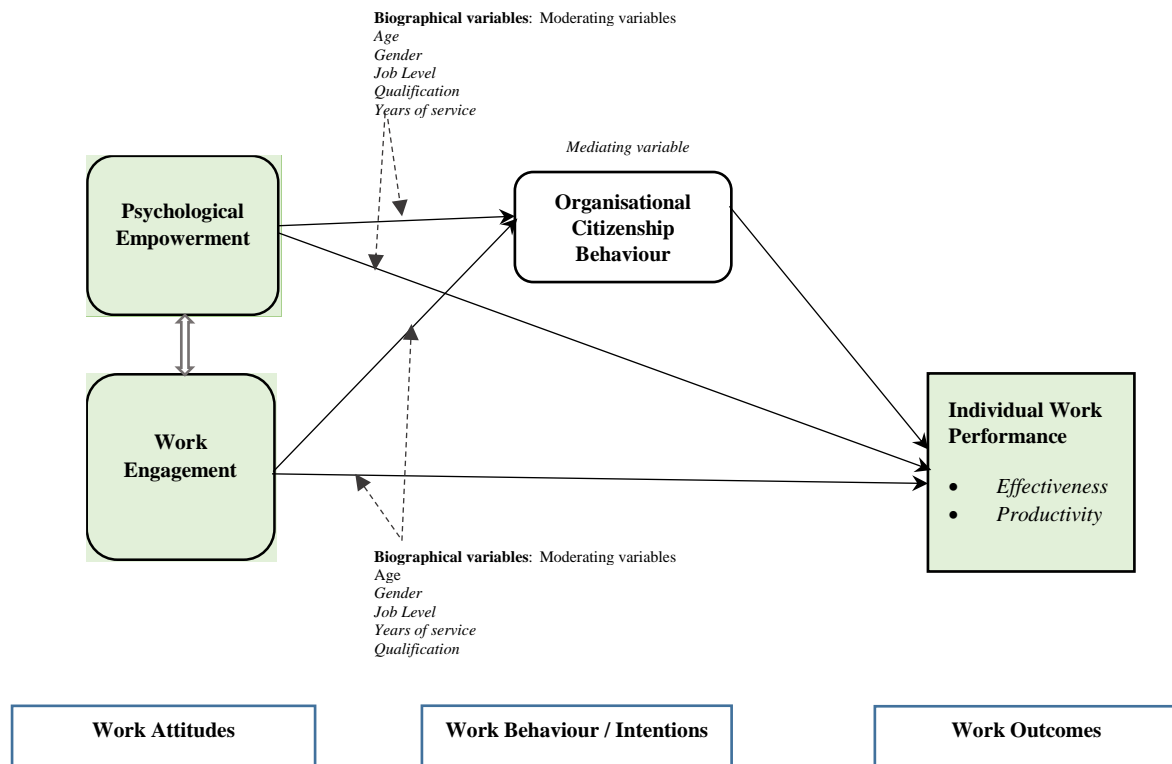 Biographical variables: Moderating variables
Age
Gender
Job Level
Qualification
Years of service
Mediating variable
Psychological
Empowerment
Organisational
Citizenship
Behaviour
Work
Engagement
Individual Work
Performance
• Effectiveness
• Productivity
Biographical variables: Moderating variables
Age
Gender
Job Level
Years of service
Qualification
Work Attitudes
Work Behaviour / Intentions
Work Outcomes